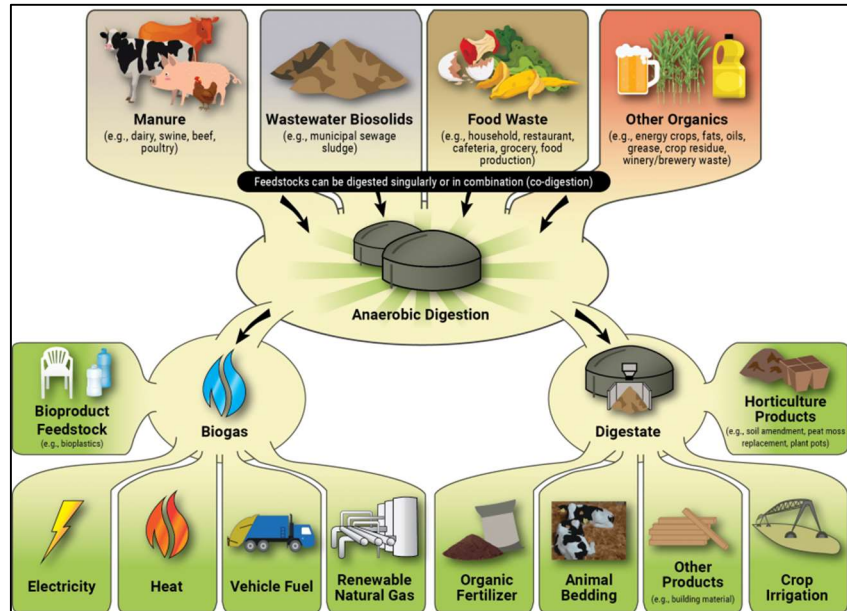 Manure
(e.g., dairy, swine, beef,
poultry)
Wastewater Biosolids
(e.g., municipal sewage
sludge)
Food Waste
(e.g., household, restaurant,
cafeteria, grocery, food
production)
Other Organics
(e.g., energy crops, fats, oils,
grease, crop residue,
winery/brewery waste)
Feedstocks can be digested singularly or in combination (co-digestion)
Anaerobic Digestion
Bioproduct
Feedstock
(e.g., bioplastics)
Biogas
Digestate
Horticulture
Products
(e.g., soil amendment, peat moss
replacement, plant pots)
Electricity
Heat
Vehicle Fuel
Renewable
Natural Gas
Organic
Fertilizer
Animal
Bedding
Other
Products
(e.g., building material)
Crop
Irrigation